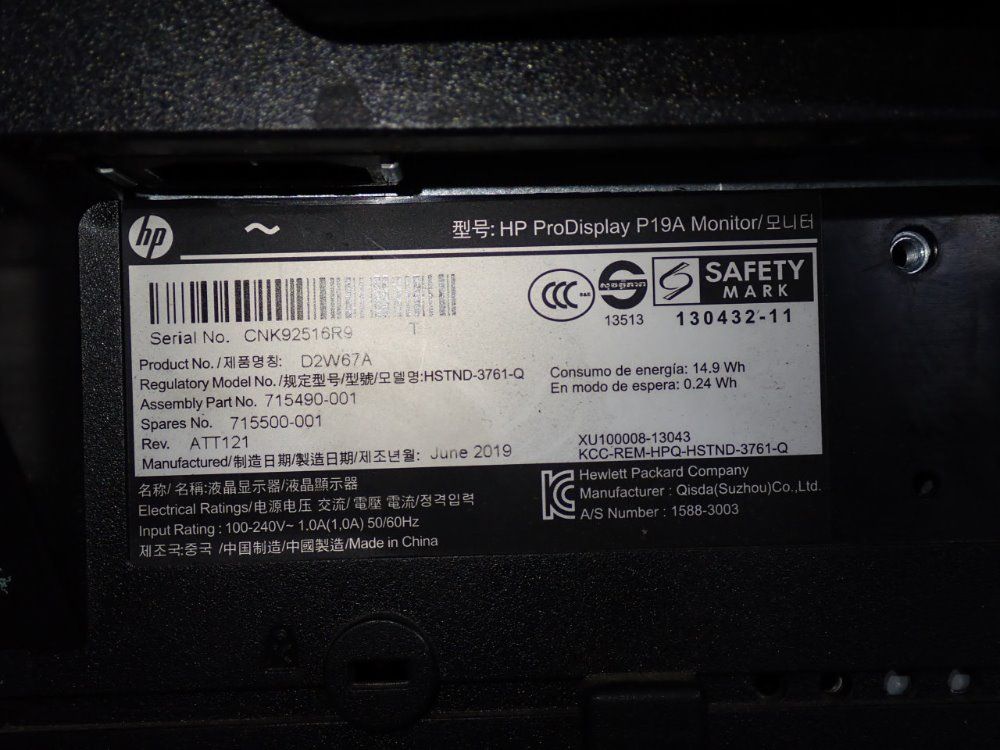 hp
~
型号: HP ProDisplay P19A Monitor/모니터
Serial No. CNK92516R9 T
CCC S&E
13513
SAFETY
MARK
130432-11
Product No./제품명칭: D2W67A
Regulatory Model No./规定型号/型號/모델명:HSTND-3761-Q
Assembly Part No. 715490-001
Spares No. 715500-001
Rev. ATT121
Manufactured/制造日期/製造日期/제조년월: June 2019
Consumo de energía: 14.9 Wh
En modo de espera: 0.24 Wh
XU100008-13043
KCC-REM-HPQ-HSTND-3761-Q
名称/ 名稱:液晶显示器/液晶顯示器
Electrical Ratings/电源电压 交流/ 電壓 電流/정격입력
Input Rating : 100-240V~ 1.0A(1,0A) 50/60Hz
제조국:중국 /中国制造/中國製造/Made in China
Hewlett Packard Company
Manufacturer : Qisda(Suzhou)Co.,Ltd.
A/S Number : 1588-3003